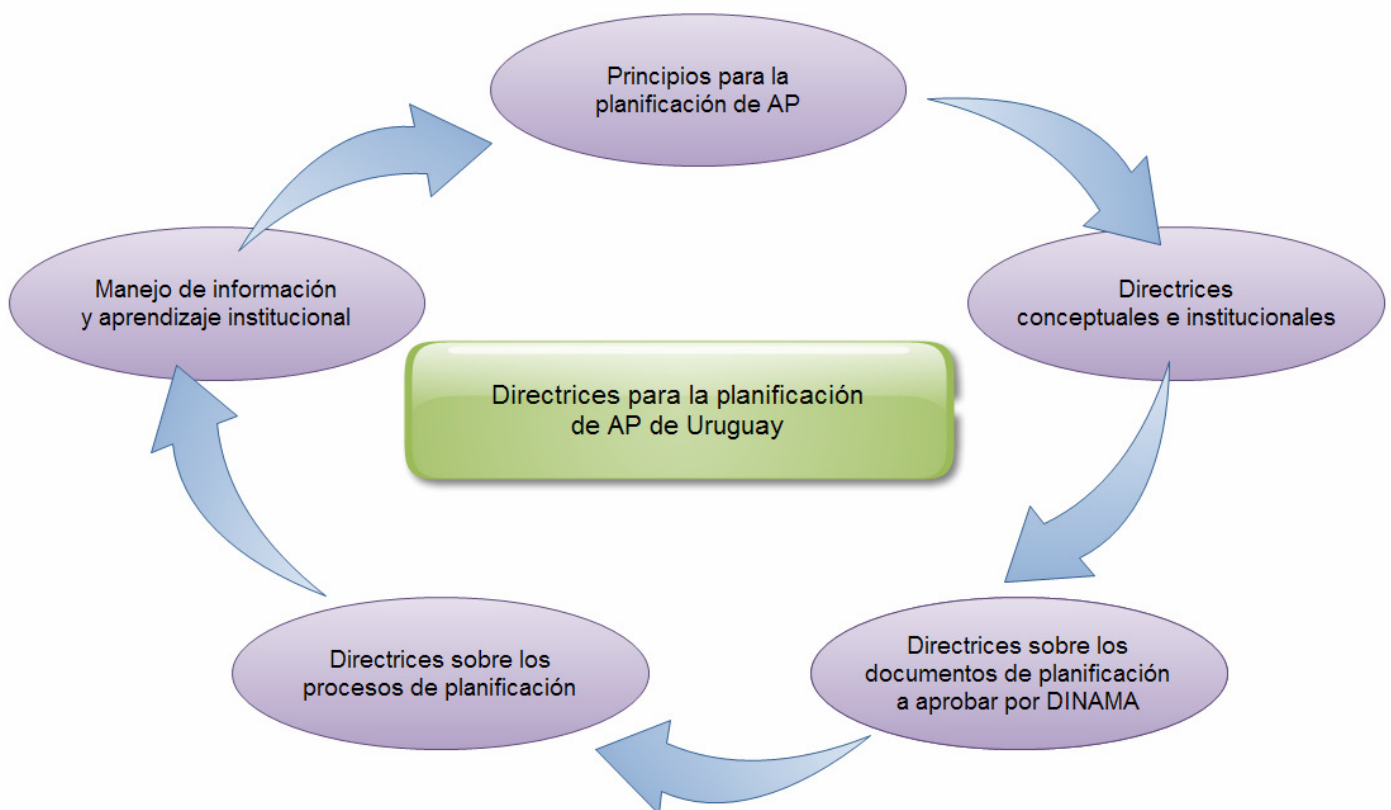 Principios para la
planificación de AP
Directrices
conceptuales e institucionales
Directrices sobre los
documentos de planificación
a aprobar por DINAMA
Directrices sobre los
procesos de planificación
Manejo de información
y aprendizaje institucional
Directrices para la planificación
de AP de Uruguay